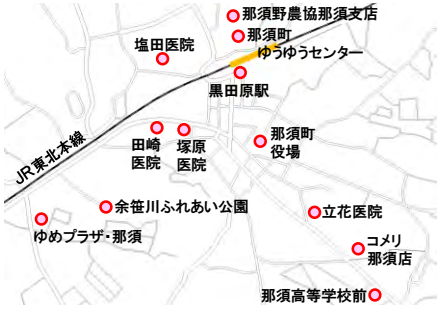 那須野農協那須支店
那須町
ゆうゆうセンター
塩田医院
黒田原駅
JR東北本線
田崎
医院
塚原
医院
那須町
役場
余笹川ふれあい公園
ゆめプラザ・那須
立花医院
コメリ
那須店
那須高等学校前